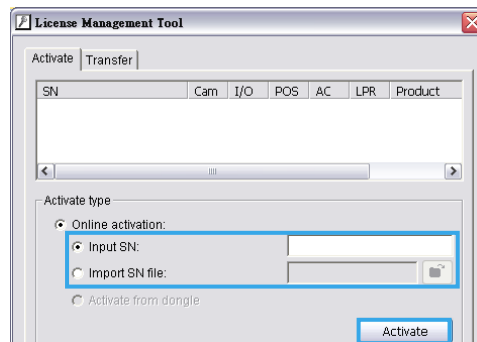 License Management Tool
Activate Transfer
SN Cam I/O POS AC LPR Product
Activate type
Online activation:
Input SN:
Import SN file:
Activate from dongle
Activate